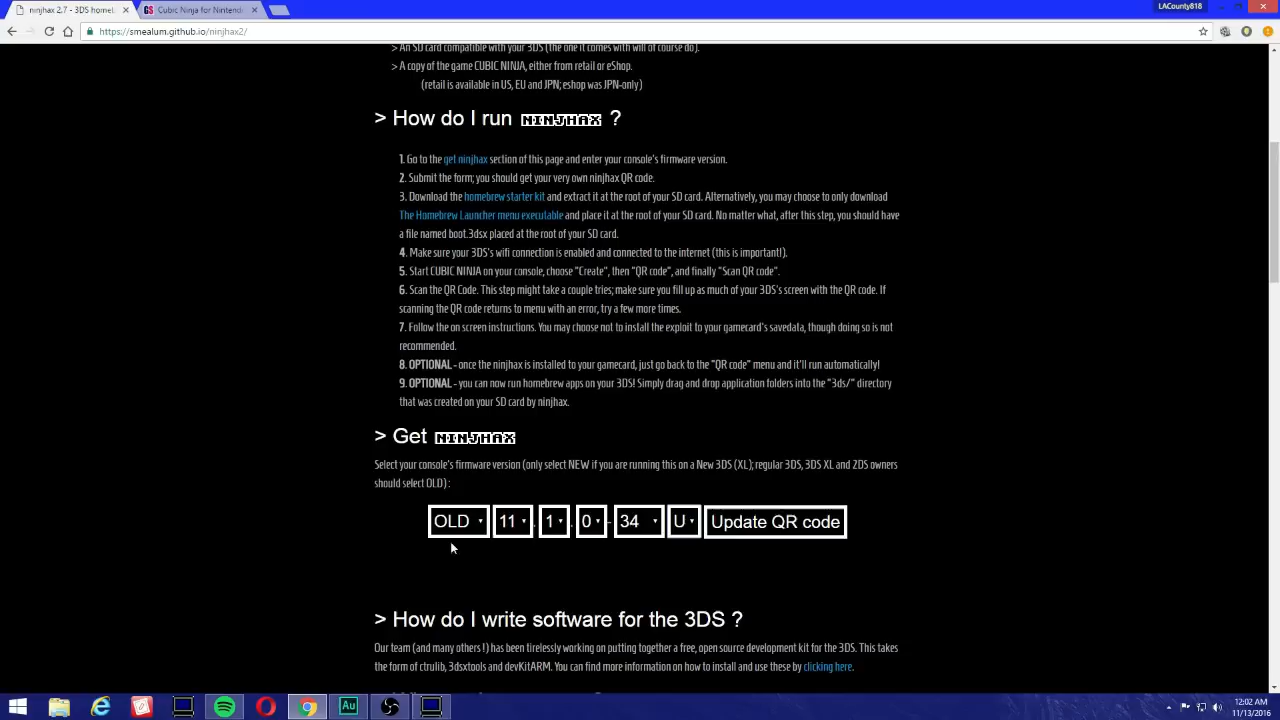 ninjhax 2.7 - 3DS homeb
Cubic Ninja for Nintendo
LACounty818
https://smealum.github.io/ninjhax2/
> An SD card compatible with your 3DS (the one it comes with will of course do).
> A copy of the game CUBIC NINJA, either from retail or eShop.
(retail is available in US, EU and JPN; eshop was JPN-only)
> How do I run NINJHAX ?
1. Go to the get ninjhax section of this page and enter your console's firmware version.
2. Submit the form; you should get your very own ninjhax QR code.
3. Download the homebrew starter kit and extract it at the root of your SD card. Alternatively, you may choose to only download
The Homebrew Launcher menu executable and place it at the root of your SD card. No matter what, after this step, you should have
a file named boot.3dsx placed at the root of your SD card.
4. Make sure your 3DS's wifi connection is enabled and connected to the internet (this is important!).
5. Start CUBIC NINJA on your console, choose "Create", then "QR code", and finally "Scan QR code".
6. Scan the QR Code. This step might take a couple tries; make sure you fill up as much of your 3DS's screen with the QR code. If
scanning the QR code returns to menu with an error, try a few more times.
7. Follow the on screen instructions. You may choose not to install the exploit to your gamecard's savedata, though doing so is not
recommended.
8. OPTIONAL - once the ninjhax is installed to your gamecard, just go back to the "QR code" menu and it'll run automatically!
9. OPTIONAL - you can now run homebrew apps on your 3DS! Simply drag and drop application folders into the "3ds/" directory
that was created on your SD card by ninjhax.
> Get NINJHAX
Select your console's firmware version (only select NEW if you are running this on a New 3DS (XL); regular 3DS, 3DS XL and 2DS owners
should select OLD) :
OLD 11 . 1 . 0 - 34 U Update QR code
> How do I write software for the 3DS ?
Our team (and many others !) has been tirelessly working on putting together a free, open source development kit for the 3DS. This takes
the form of ctrulib, 3dsxtools and devKitARM. You can find more information on how to install and use these by clicking here.
Au
12:02 AM
11/13/2016